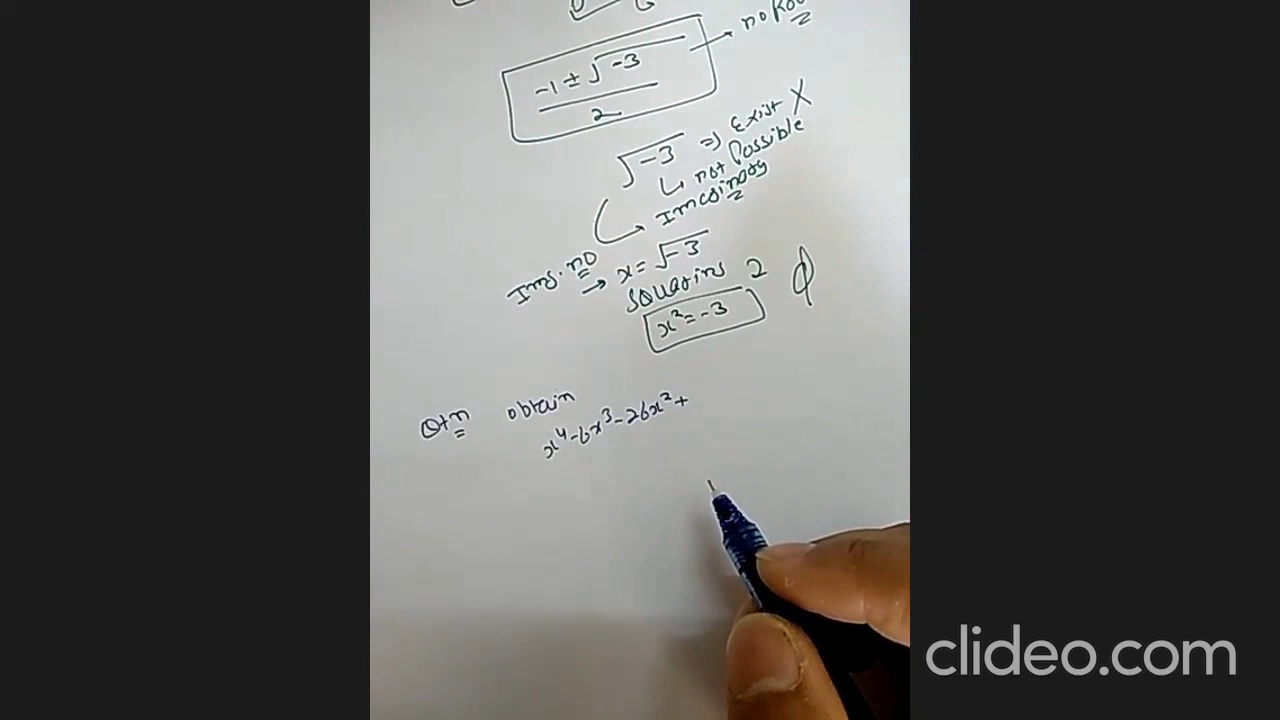 -1 ± √-3
2
→ no
√-3 ⇒ Exist X
↳ not Possible
→ Imaginary
Img. no
→ x = √-3
squaring 2 ϕ
x² = -3
Qtn obtain
x⁴-6x³-26x²+
clideo.com